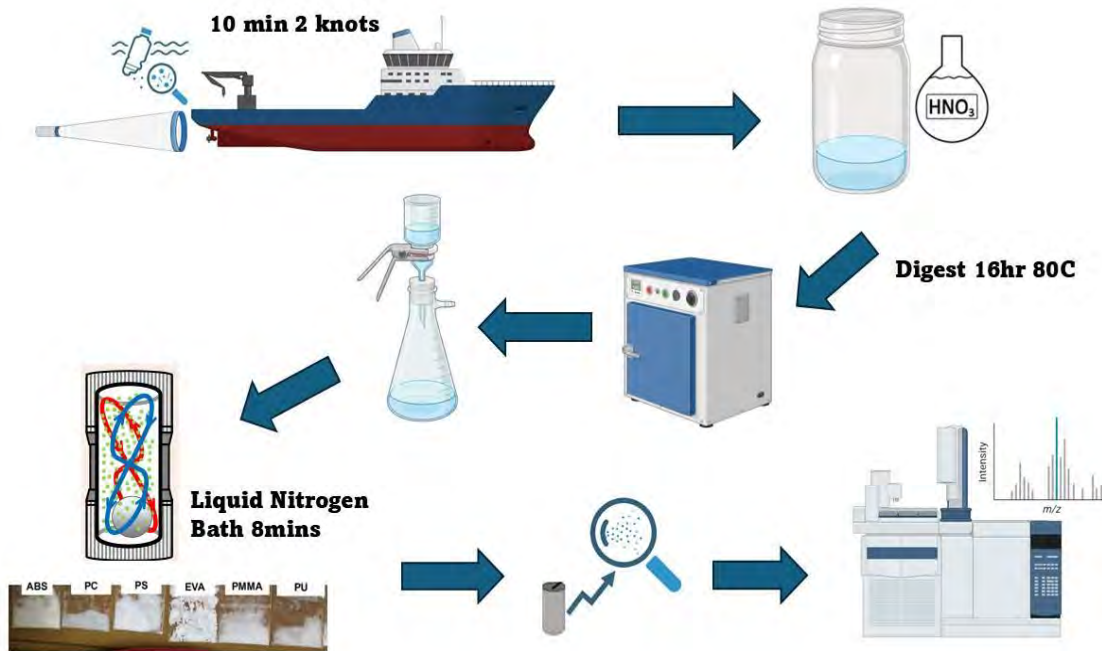 10 min 2 knots
HNO₃
Digest 16hr 80C
Liquid Nitrogen
Bath 8mins
ABS PC PS EVA PMMA PU
Intensity
m/z